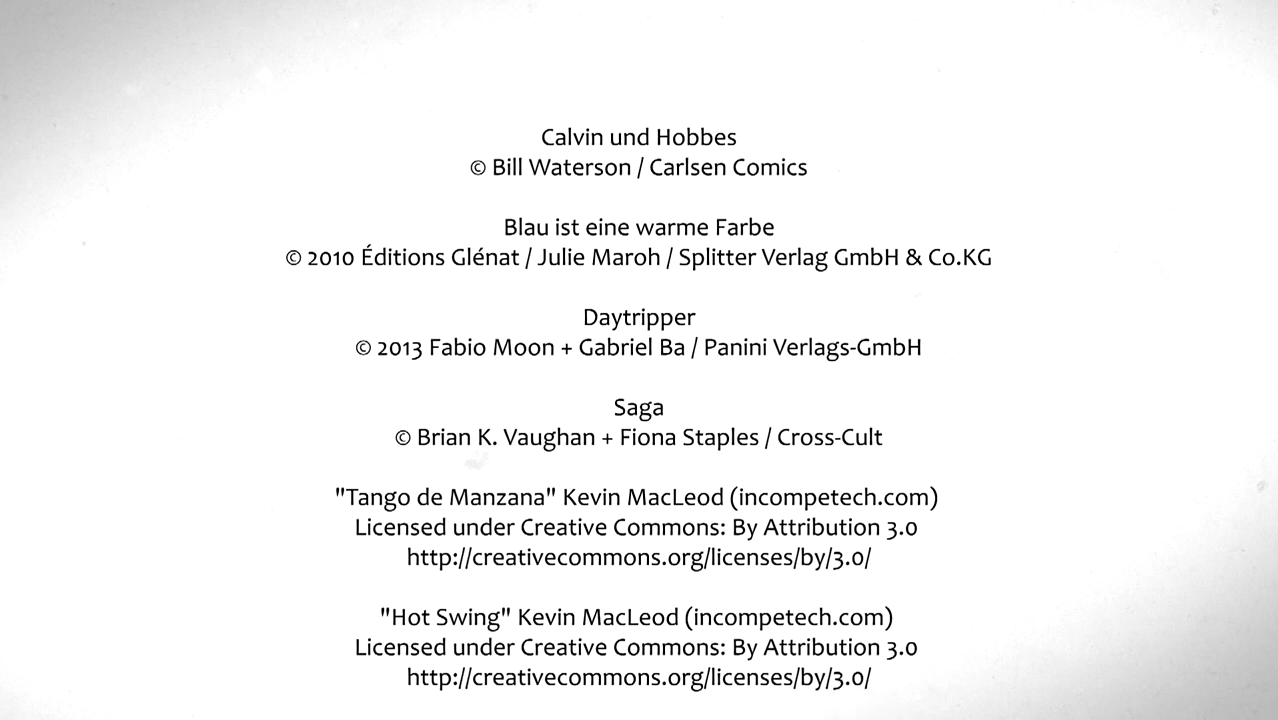 Calvin und Hobbes
© Bill Waterson / Carlsen Comics
Blau ist eine warme Farbe
© 2010 Éditions Glénat / Julie Maroh / Splitter Verlag GmbH & Co.KG
Daytripper
© 2013 Fabio Moon + Gabriel Ba / Panini Verlags-GmbH
Saga
© Brian K. Vaughan + Fiona Staples / Cross-Cult
"Tango de Manzana" Kevin MacLeod (incompetech.com)
Licensed under Creative Commons: By Attribution 3.0
http://creativecommons.org/licenses/by/3.0/
"Hot Swing" Kevin MacLeod (incompetech.com)
Licensed under Creative Commons: By Attribution 3.0
http://creativecommons.org/licenses/by/3.0/